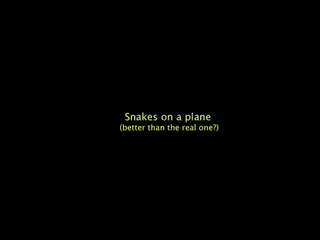 Snakes on a plane
(better than the real one?)